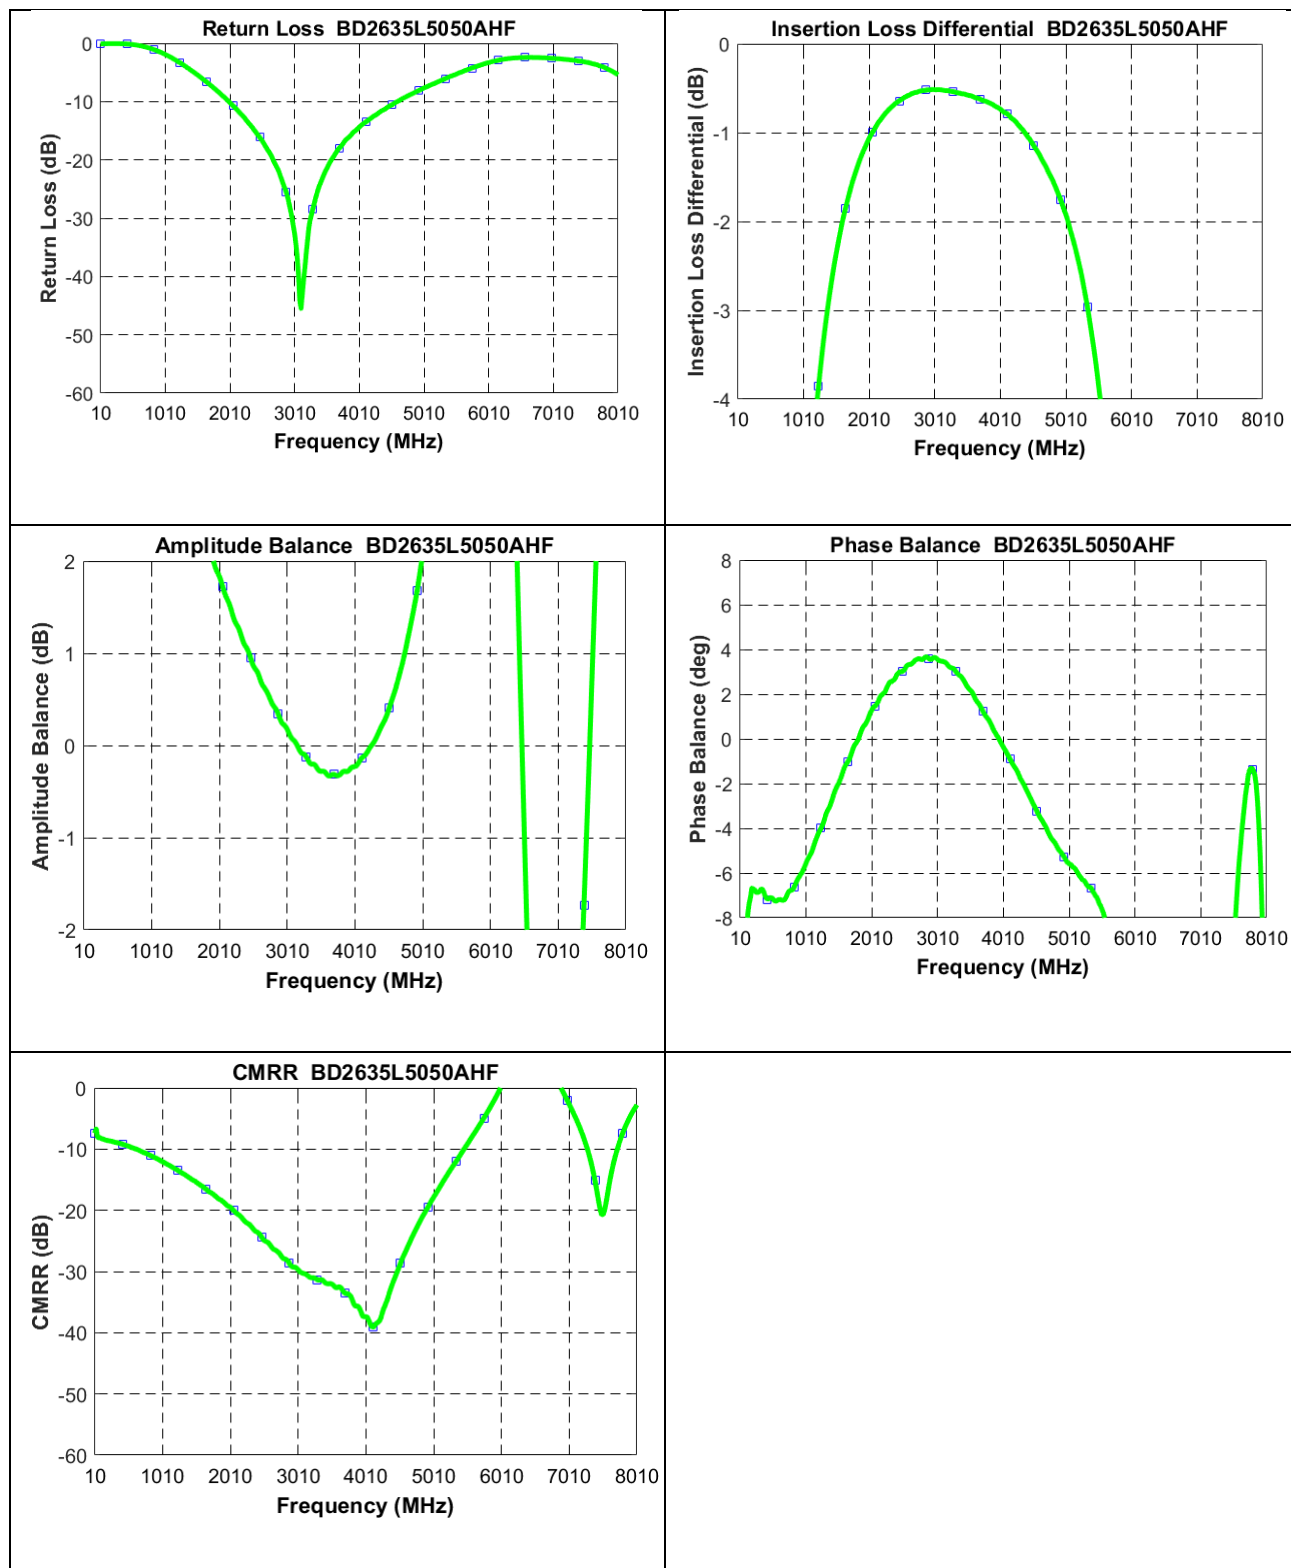 Return Loss  BD2635L5050AHF
Return Loss (dB)
0
-10
-20
-30
-40
-50
-60
10 1010 2010 3010 4010 5010 6010 7010 8010
Frequency (MHz)
Insertion Loss Differential  BD2635L5050AHF
Insertion Loss Differential (dB)
0
-1
-2
-3
-4
10 1010 2010 3010 4010 5010 6010 7010 8010
Frequency (MHz)
Amplitude Balance  BD2635L5050AHF
Amplitude Balance (dB)
2
1
0
-1
-2
10 1010 2010 3010 4010 5010 6010 7010 8010
Frequency (MHz)
Phase Balance  BD2635L5050AHF
Phase Balance (deg)
8
6
4
2
0
-2
-4
-6
-8
10 1010 2010 3010 4010 5010 6010 7010 8010
Frequency (MHz)
CMRR  BD2635L5050AHF
CMRR (dB)
0
-10
-20
-30
-40
-50
-60
10 1010 2010 3010 4010 5010 6010 7010 8010
Frequency (MHz)